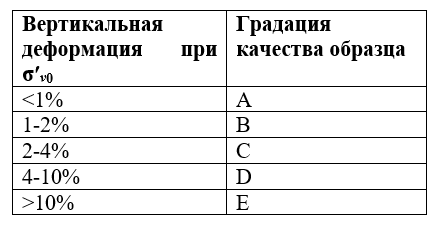 Вертикальная Градация
деформация при качества образца
σ′v0
<1% A
1-2% B
2-4% C
4-10% D
>10% E